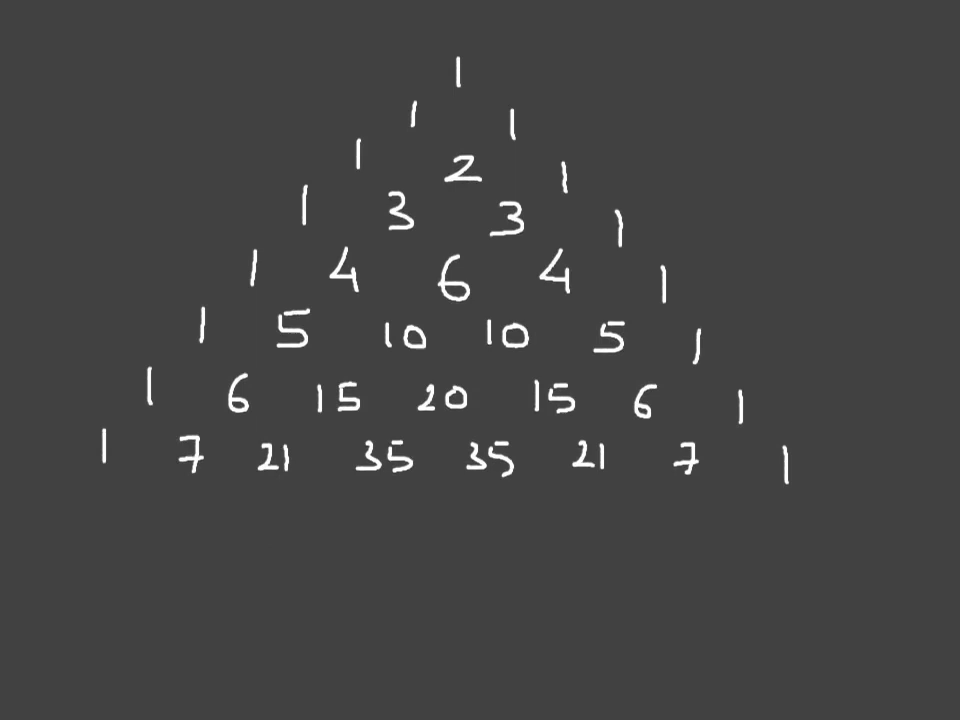 1
1 1
1 2 1
1 3 3 1
1 4 6 4 1
1 5 10 10 5 1
1 6 15 20 15 6 1
1 7 21 35 35 21 7 1